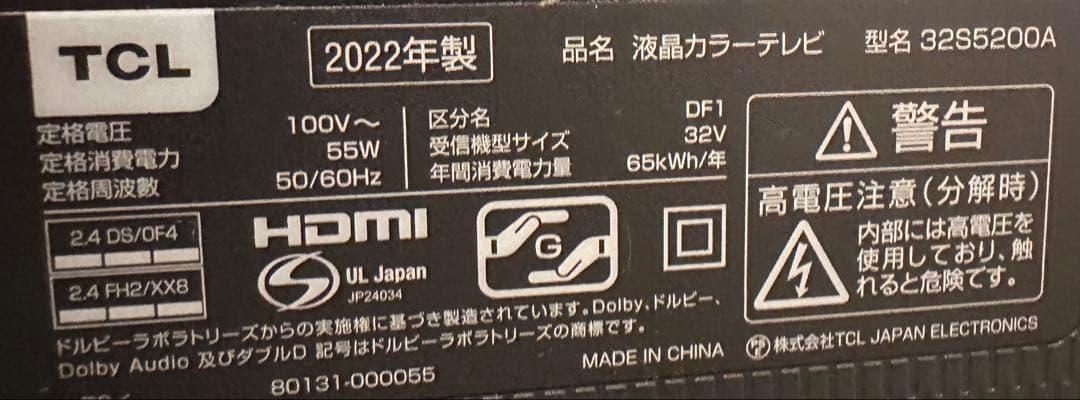 TCL
2022年製
品名 液晶カラーテレビ 型名 32S5200A
定格電圧 100V～
定格消費電力 55W
定格周波数 50/60Hz
区分名 DF1
受信機型サイズ 32V
年間消費電力量 65kWh/年
警告
高電圧注意(分解時)
内部には高電圧を
使用しており、触
れると危険です。
2.4 DS/OF4
2.4 FH2/XX8
HDMI
S
UL Japan
JP24034
G
ドルビーラボラトリーズからの実施権に基づき製造されています。Dolby、ドルビー、
Dolby Audio 及びダブルD 記号はドルビーラボラトリーズの商標です。
MADE IN CHINA
株式会社TCL JAPAN ELECTRONICS
80131-000055